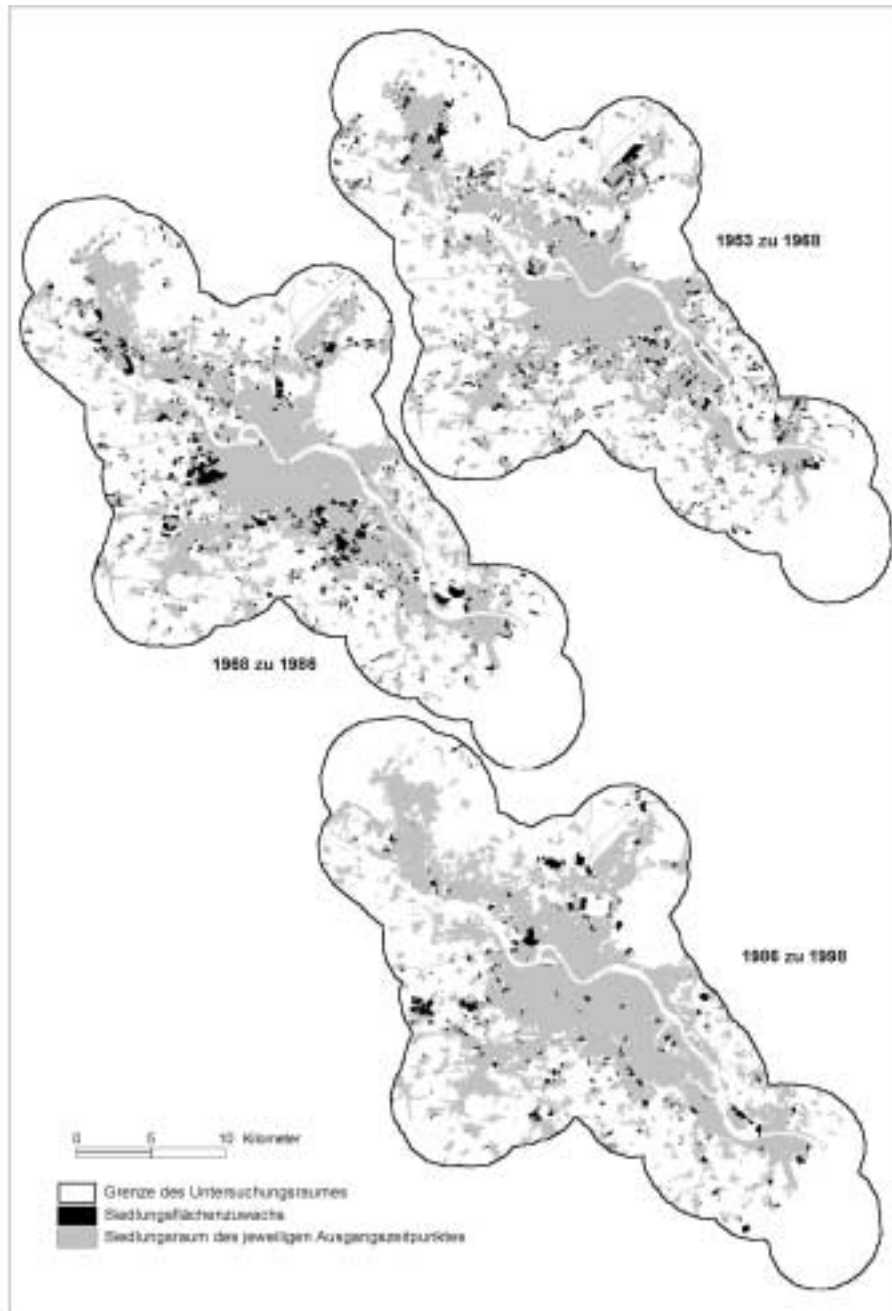 1953 zu 1968
1968 zu 1986
1986 zu 1998
0 5 10 Kilometer
Grenze des Untersuchungsraumes
Siedlungsflächenzuwachs
Siedlungsraum des jeweiligen Ausgangszeitpunktes